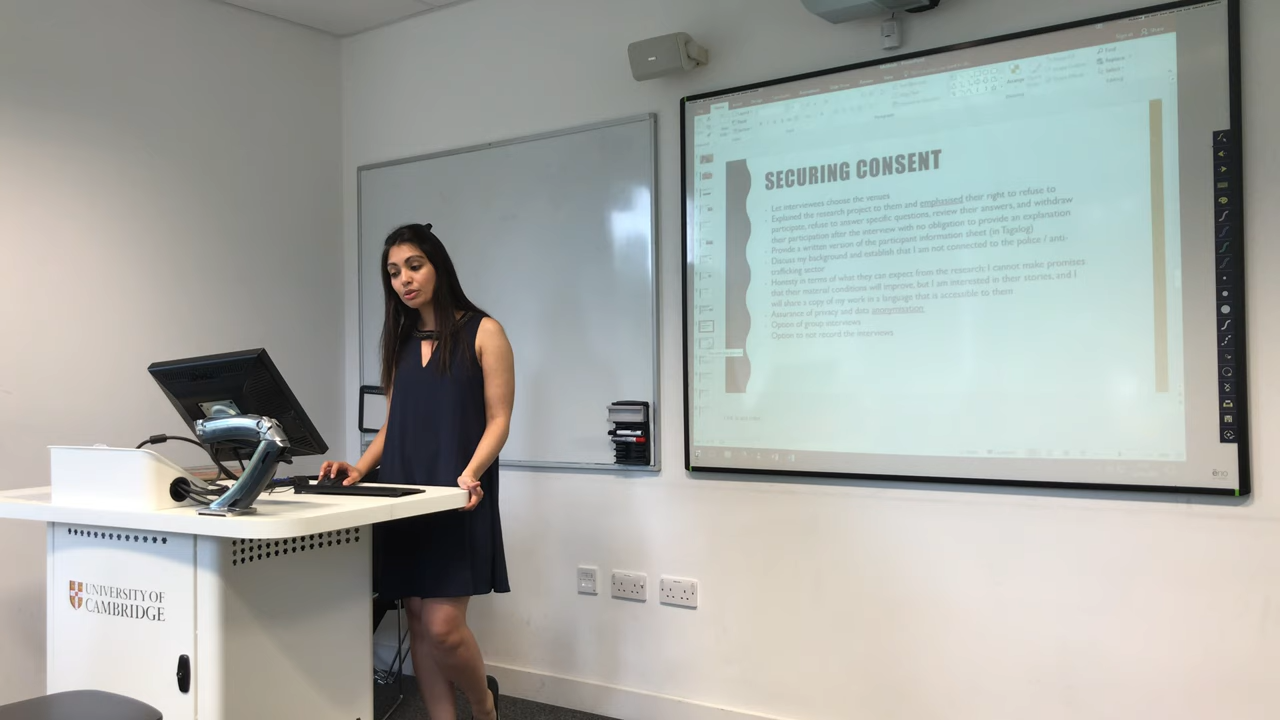 SECURING CONSENT
Let interviewees choose the venues
Explained the research project to them and emphasised their right to refuse to
participate, refuse to answer specific questions, review their answers, and withdraw
their participation after the interview with no obligation to provide an explanation
Provide a written version of the participant information sheet (in Tagalog)
Discuss my background and establish that I am not connected to the police / anti-
trafficking sector
Honesty in terms of what they can expect from the research: I cannot make promises
that their material conditions will improve, but I am interested in their stories, and I
will share a copy of my work in a language that is accessible to them
Assurance of privacy and data anonymisation
Option of group interviews
Option to not record the interviews
UNIVERSITY OF
CAMBRIDGE